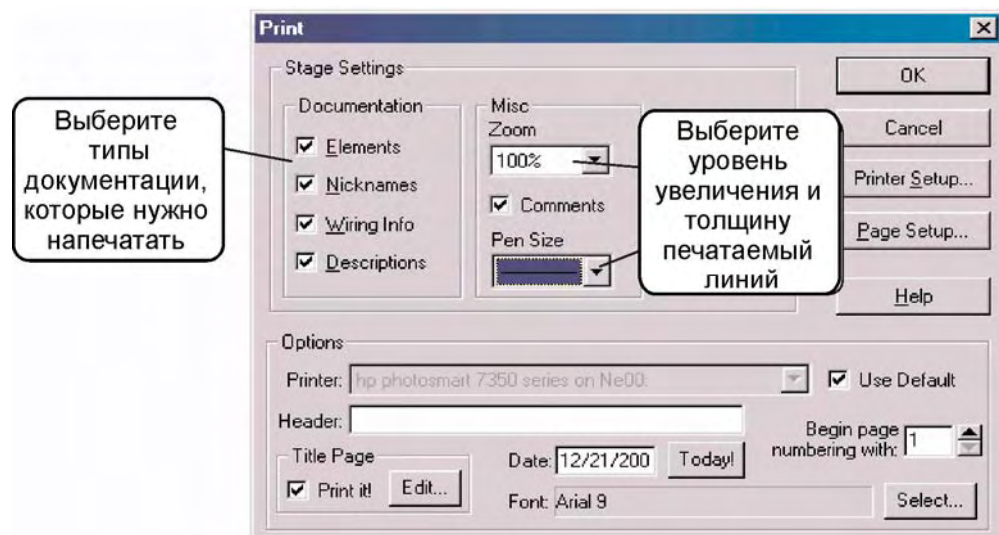 Print
Stage Settings
Documentation
Elements
Nicknames
Wiring Info
Descriptions
Misc
Zoom
100%
Comments
Pen Size
OK
Cancel
Printer Setup...
Page Setup...
Help
Выберите
типы
документации,
которые нужно
напечатать
Выберите
уровень
увеличения и
толщину
печатаемый
линий
Options
Printer: hp photosmart 7350 series on Ne00:
Use Default
Header:
Begin page
numbering with: 1
Title Page
Print it! Edit...
Date: 12/21/200 Today!
Font: Arial 9
Select...